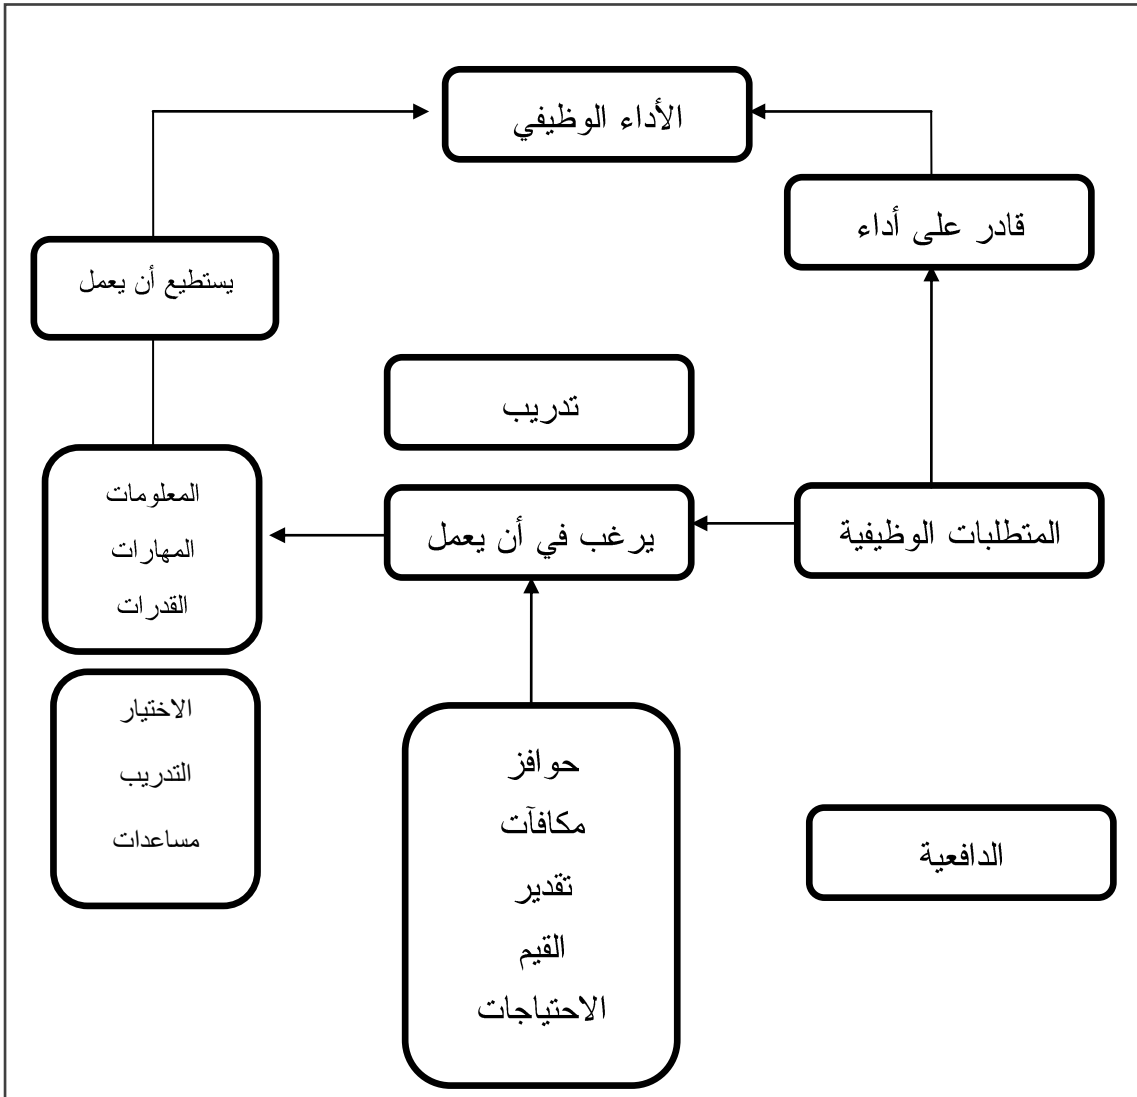 الأداء الوظيفي
قادر على أداء
يستطيع أن يعمل
تدريب
المتطلبات الوظيفية
يرغب في أن يعمل
المعلومات
المهارات
القدرات
الاختيار
التدريب
مساعدات
حوافز
مكافآت
تقدير
القيم
الاحتياجات
الدافعية